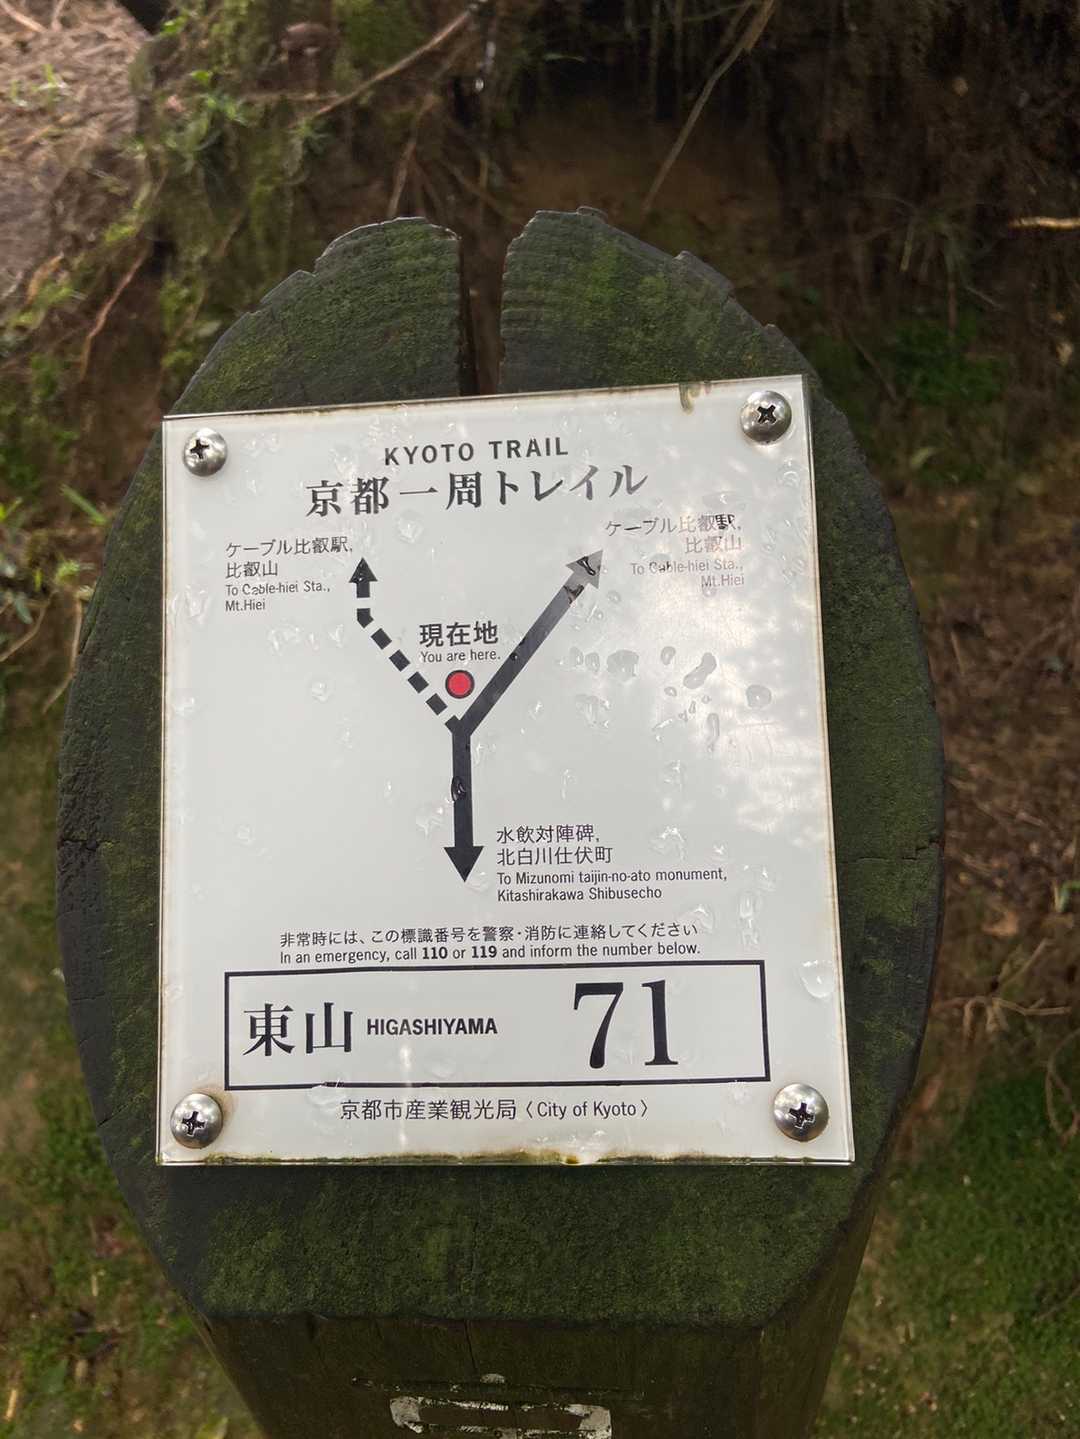 KYOTO TRAIL
京都一周トレイル
ケーブル比叡駅,
比叡山
To Cable-hiei Sta.,
Mt.Hiei
ケーブル比叡駅,
比叡山
To Cable-hiei Sta.,
Mt.Hiei
現在地
You are here.
水飲対陣碑,
北白川仕伏町
To Mizunomi taijin-no-ato monument,
Kitashirakawa Shibusecho
非常時には、この標識番号を警察・消防に連絡してください
In an emergency, call 110 or 119 and inform the number below.
東山 HIGASHIYAMA 71
京都市産業観光局〈City of Kyoto〉